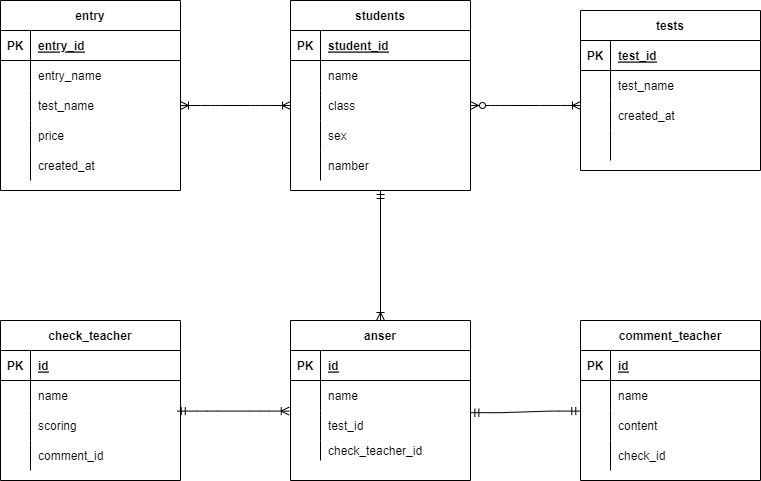 entry
PK entry_id
entry_name
test_name
price
created_at
students
PK student_id
name
class
sex
namber
tests
PK test_id
test_name
created_at
check_teacher
PK id
name
scoring
comment_id
anser
PK id
name
test_id
check_teacher_id
comment_teacher
PK id
name
content
check_id